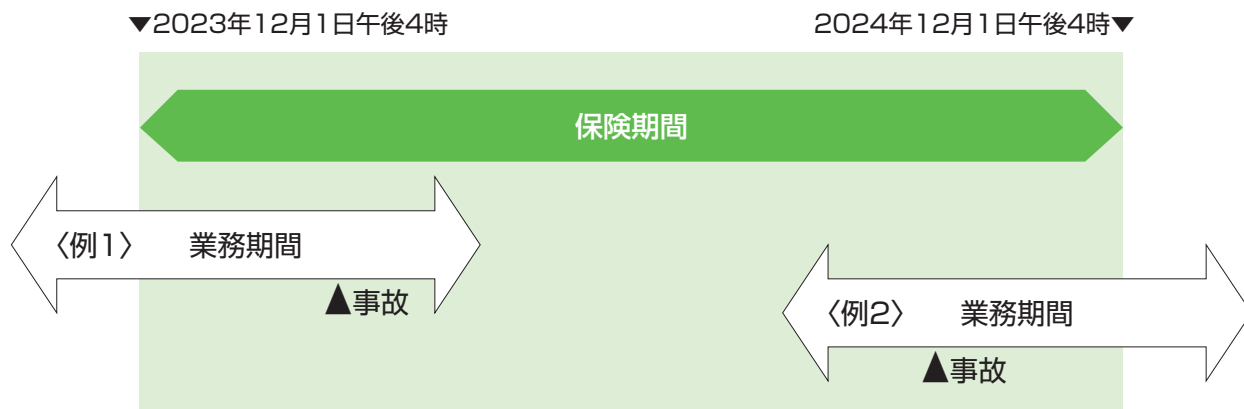 ▼2023年12月1日午後4時
2024年12月1日午後4時▼
保険期間
〈例1〉 業務期間
▲事故
〈例2〉 業務期間
▲事故